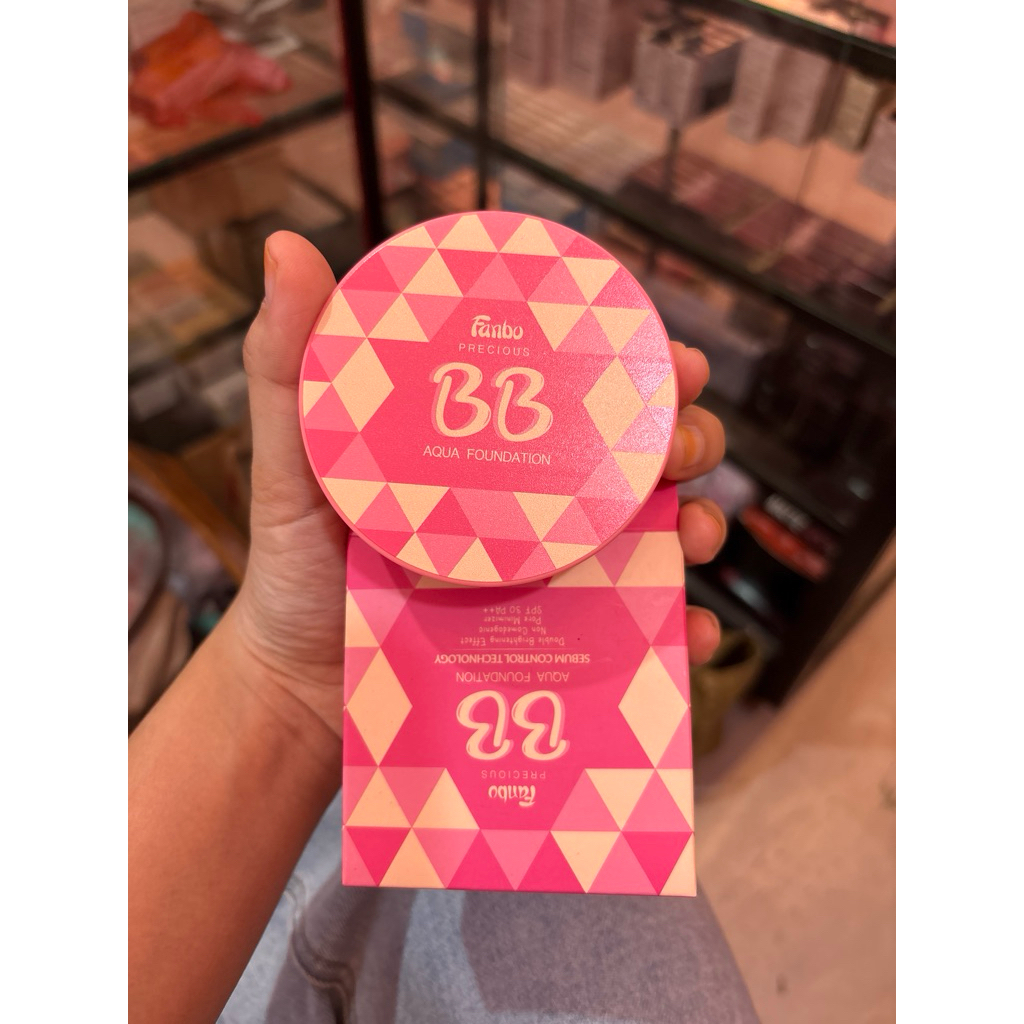 Fanbo
PRECIOUS
BB
AQUA FOUNDATION
Fanbo
PRECIOUS
BB
AQUA FOUNDATION
SEBUM CONTROL TECHNOLOGY
Double Brightening Effect
Non Comedogenic
Pore Minimizer
SPF 30 PA++